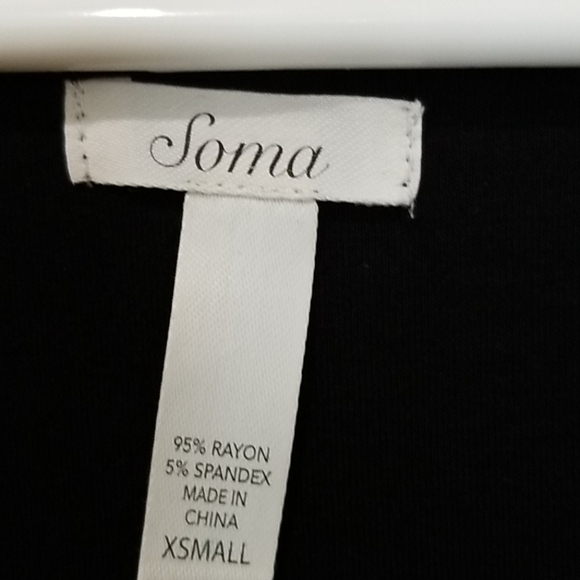 Soma
95% RAYON
5% SPANDEX
MADE IN
CHINA
XSMALL